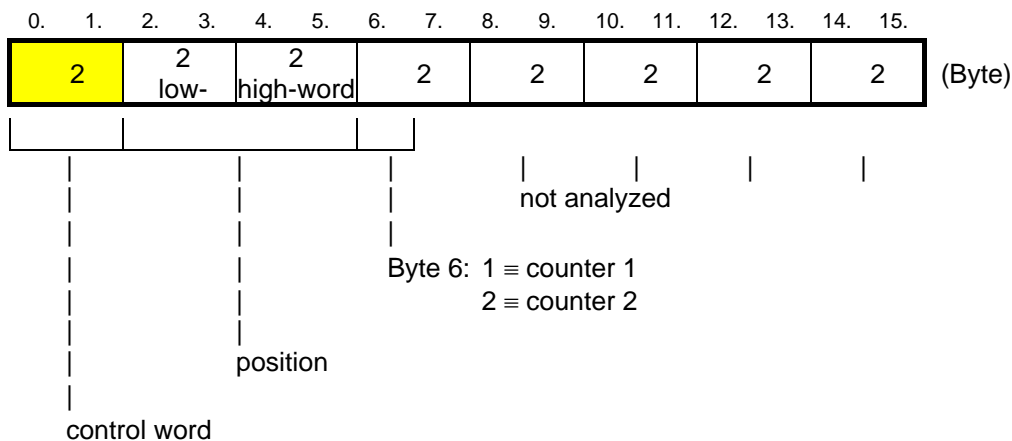 0. 1. 2. 3. 4. 5. 6. 7. 8. 9. 10. 11. 12. 13. 14. 15.
2 2 2 2 2 2 2 2 (Byte)
low- high-word
not analyzed
Byte 6: 1 ≡ counter 1
2 ≡ counter 2
position
control word